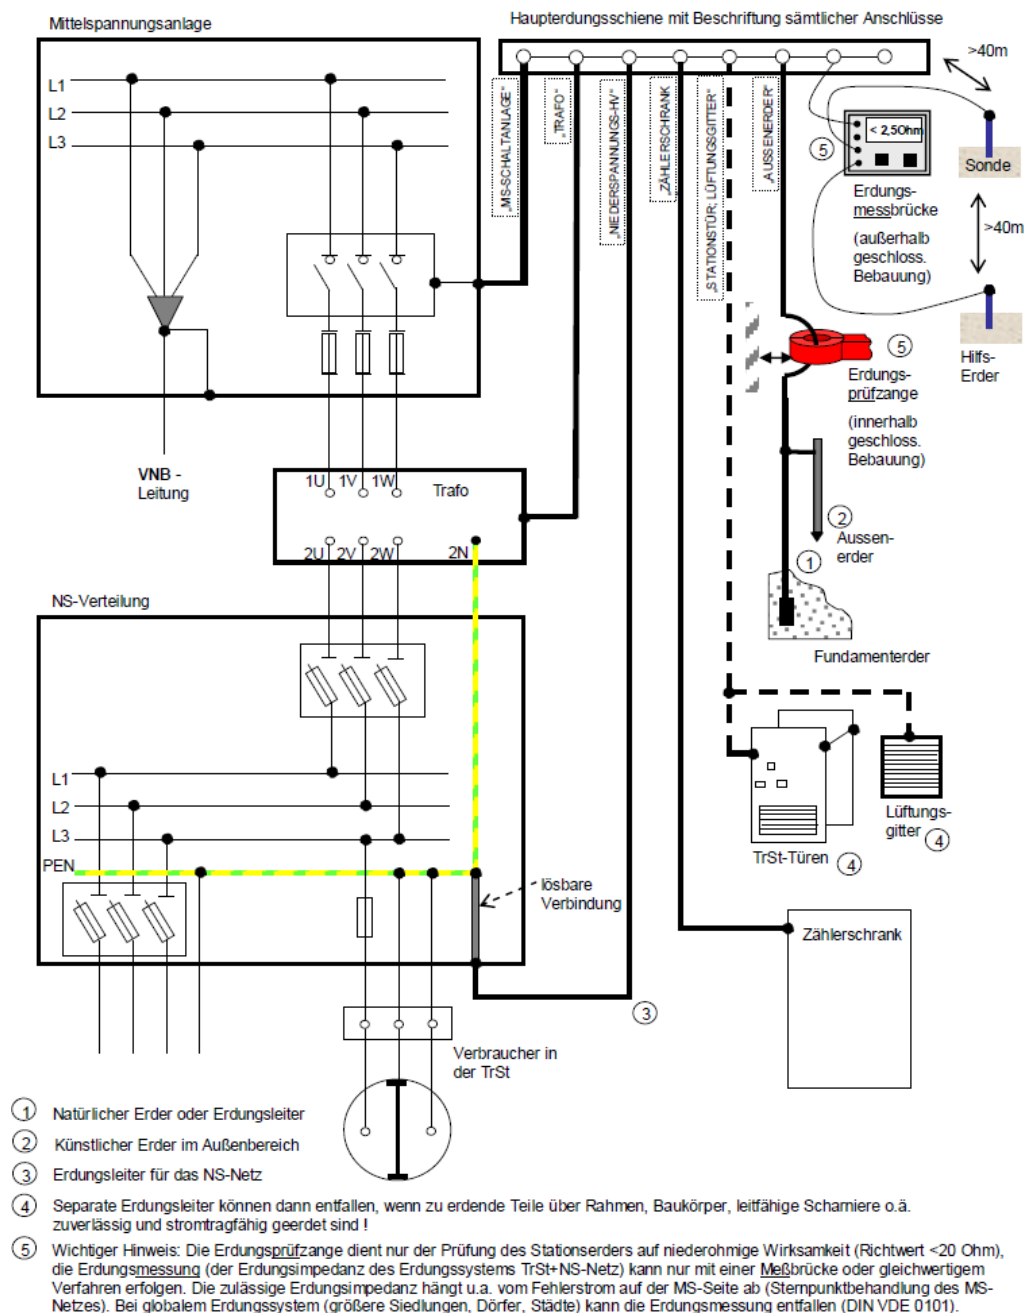 Mittelspannungsanlage
Haupterdungsschiene mit Beschriftung sämtlicher Anschlüsse
>40m
L1
L2
L3
„MS-SCHALTANLAGE“
„TRAFO“
„NIEDERSPANNUNGS-HV“
„ZÄHLERSCHRANK
„STATIONSTÜR; LÜFTUNGSGITTER“
„AUSSENERDER“
< 2,5Ohm
5
Sonde
Erdungs-
messbrücke
(außerhalb
geschloss.
Bebauung)
>40m
5
Hilfs-
Erder
Erdungs-
prüfzange
(innerhalb
geschloss.
Bebauung)
VNB -
Leitung
1U 1V 1W
Trafo
2U 2V 2W 2N
2
Aussen-
erder
1
Fundamenterder
NS-Verteilung
L1
L2
L3
PEN
lösbare
Verbindung
TrSt-Türen 4
Lüftungs-
gitter 4
Zählerschrank
3
Verbraucher in
der TrSt
1 Natürlicher Erder oder Erdungsleiter
2 Künstlicher Erder im Außenbereich
3 Erdungsleiter für das NS-Netz
4 Separate Erdungsleiter können dann entfallen, wenn zu erdende Teile über Rahmen, Baukörper, leitfähige Scharniere o.ä.
zuverlässig und stromtragfähig geerdet sind !
5 Wichtiger Hinweis: Die Erdungsprüfzange dient nur der Prüfung des Stationserders auf niederohmige Wirksamkeit (Richtwert <20 Ohm),
die Erdungsmessung (der Erdungsimpedanz des Erdungssystems TrSt+NS-Netz) kann nur mit einer Meßbrücke oder gleichwertigem
Verfahren erfolgen. Die zulässige Erdungsimpedanz hängt u.a. vom Fehlerstrom auf der MS-Seite ab (Sternpunktbehandlung des MS-
Netzes). Bei globalem Erdungssystem (größere Siedlungen, Dörfer, Städte) kann die Erdungsmessung entfallen (DIN VDE 0101).